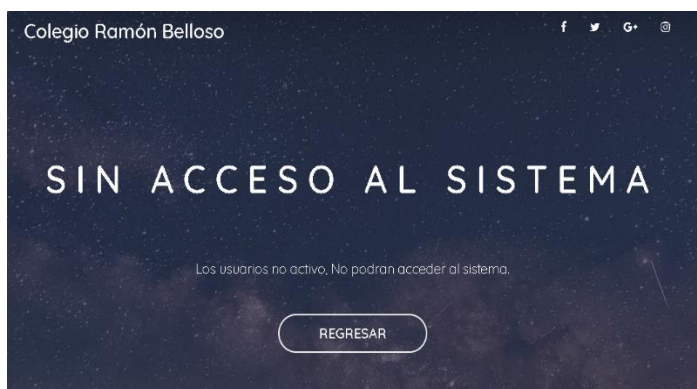 Colegio Ramón Belloso
SIN ACCESO AL SISTEMA
Los usuarios no activo, No podran acceder al sistema.
REGRESAR